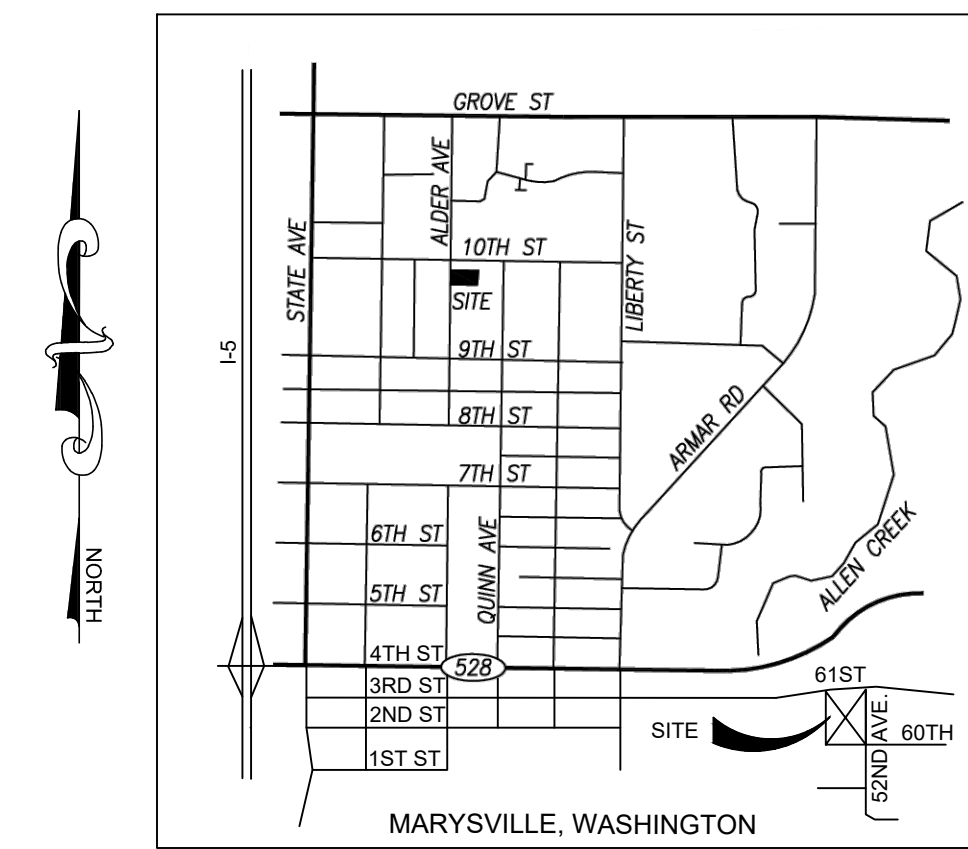 GROVE ST
ALDER AVE
STATE AVE
10TH ST
LIBERTY ST
SITE
I-5
9TH ST
ARMAR RD
8TH ST
7TH ST
6TH ST
QUINN AVE
ALLEN CREEK
NORTH
5TH ST
4TH ST
528
3RD ST
61ST
2ND ST
SITE
52ND AVE.
60TH
1ST ST
MARYSVILLE, WASHINGTON